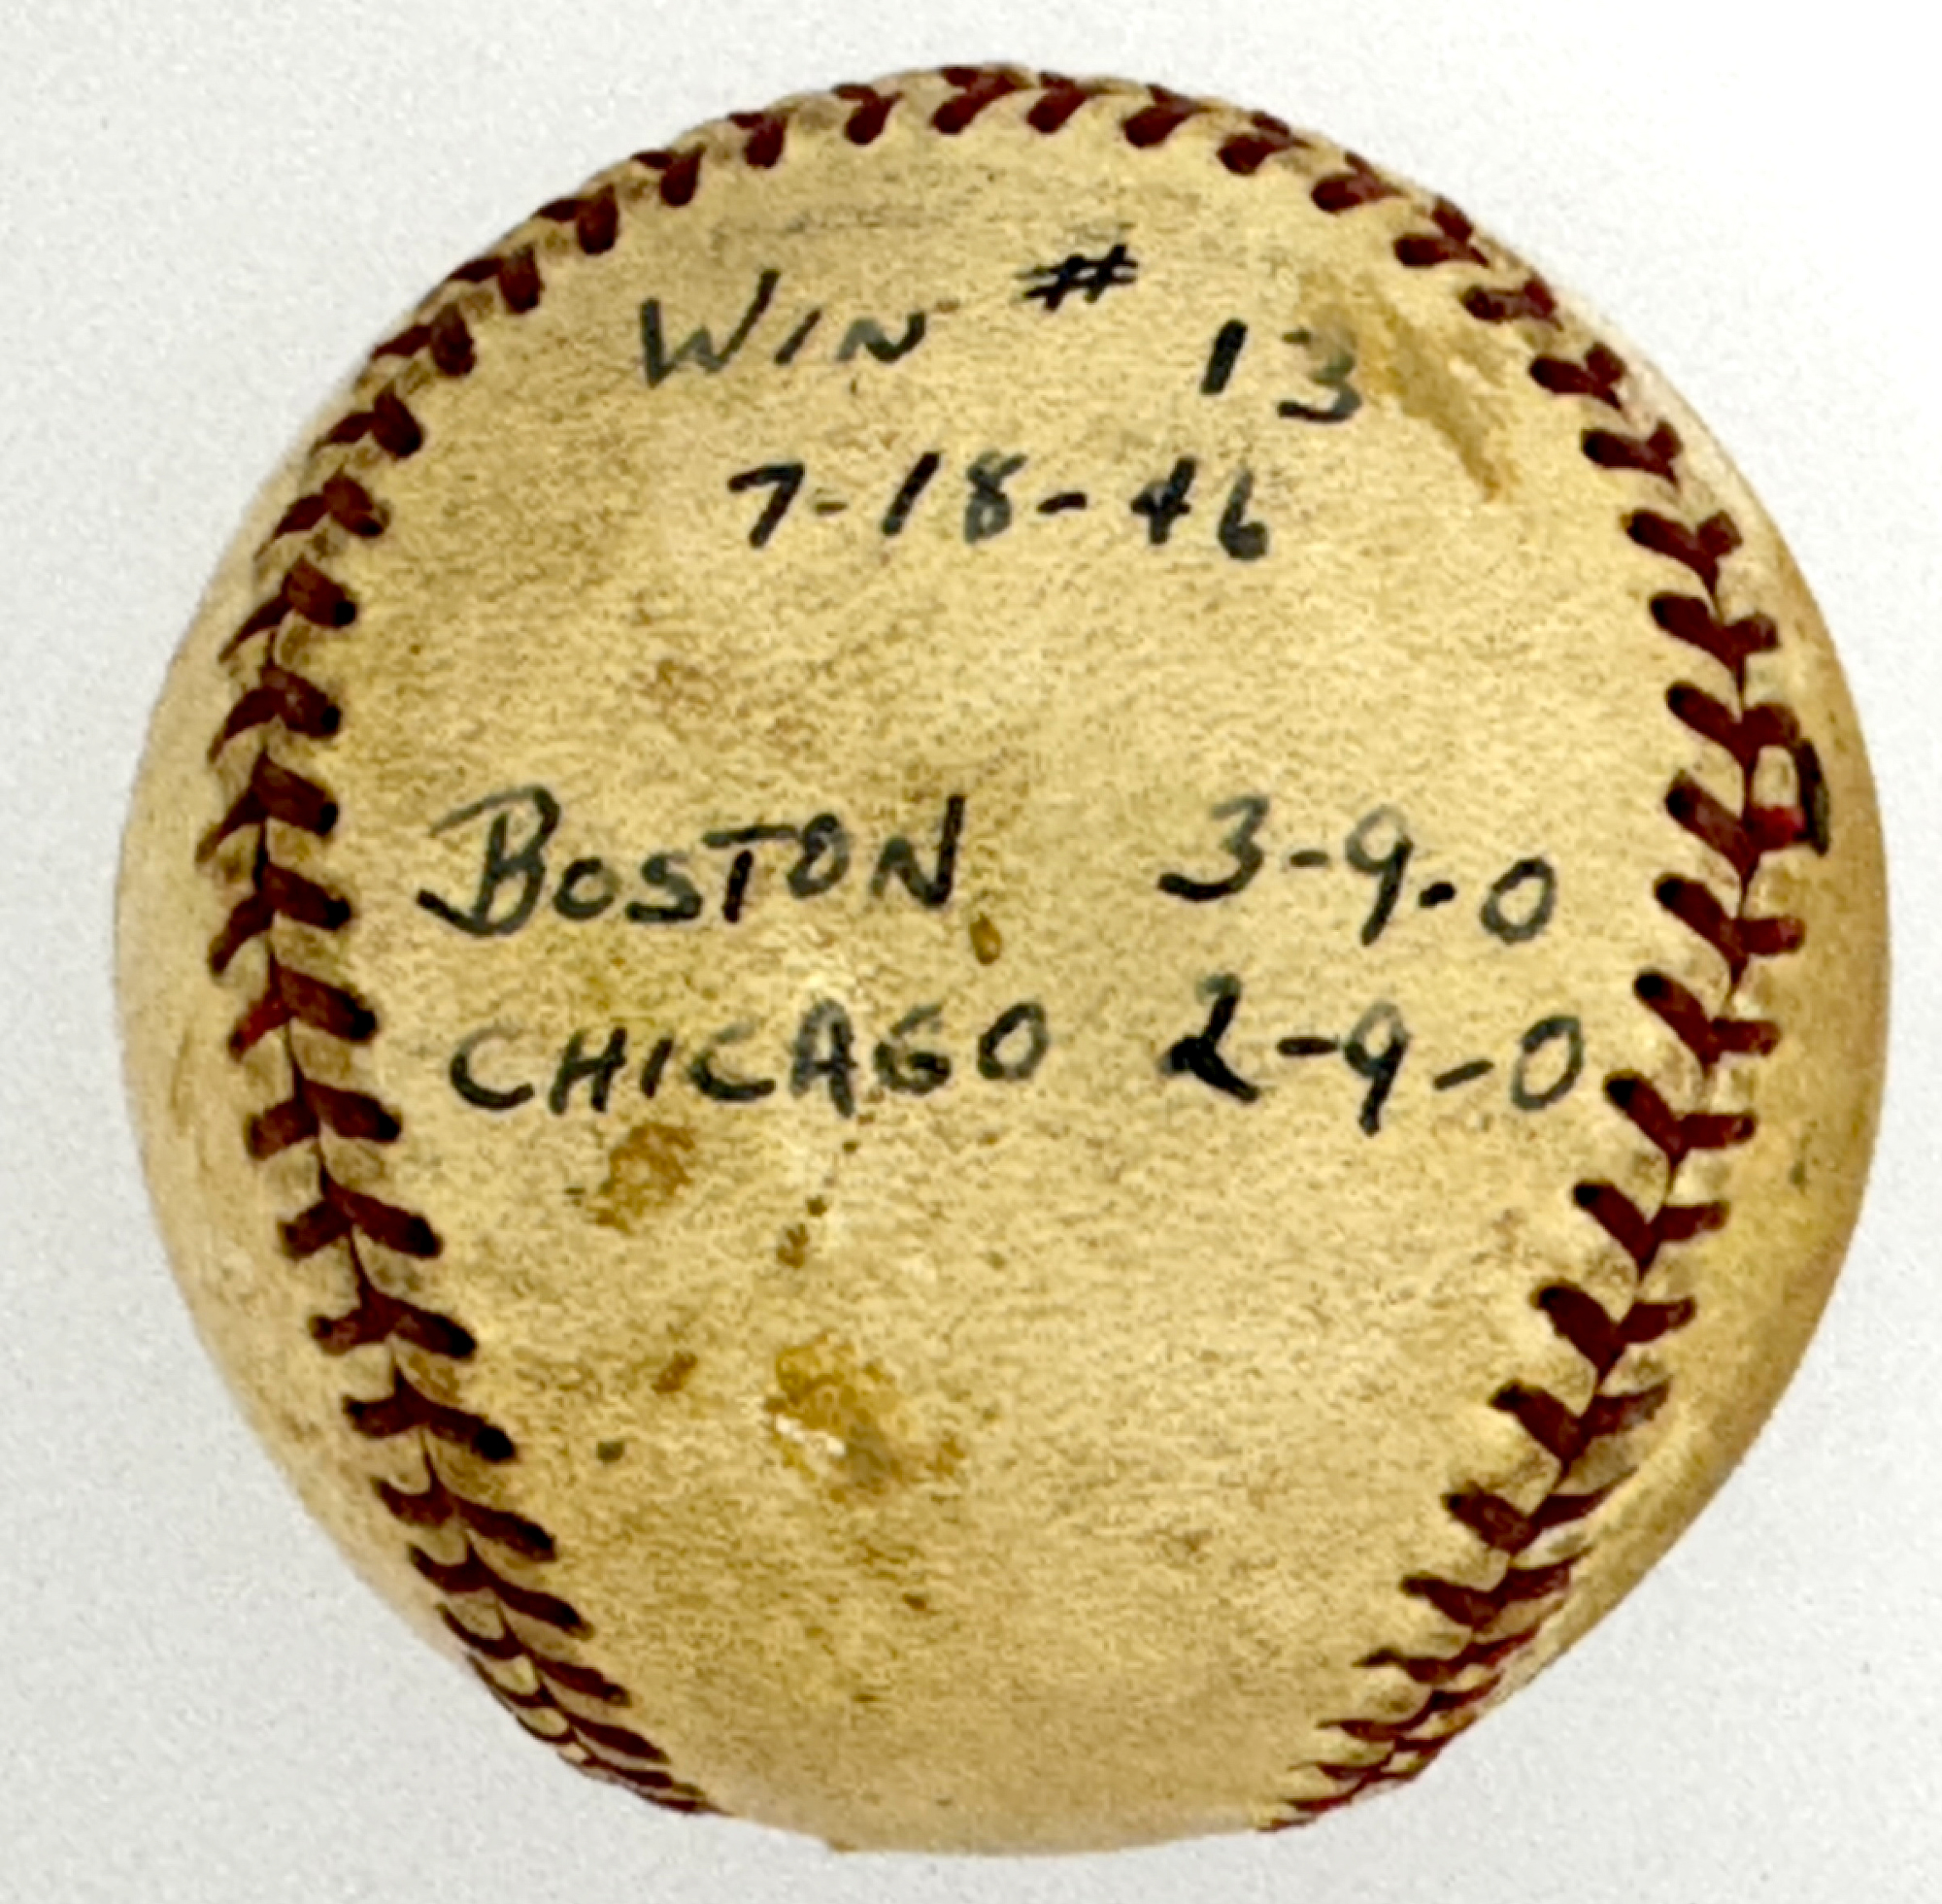 WIN # 13
7-18-46
BOSTON 3-9-0
CHICAGO 2-9-0